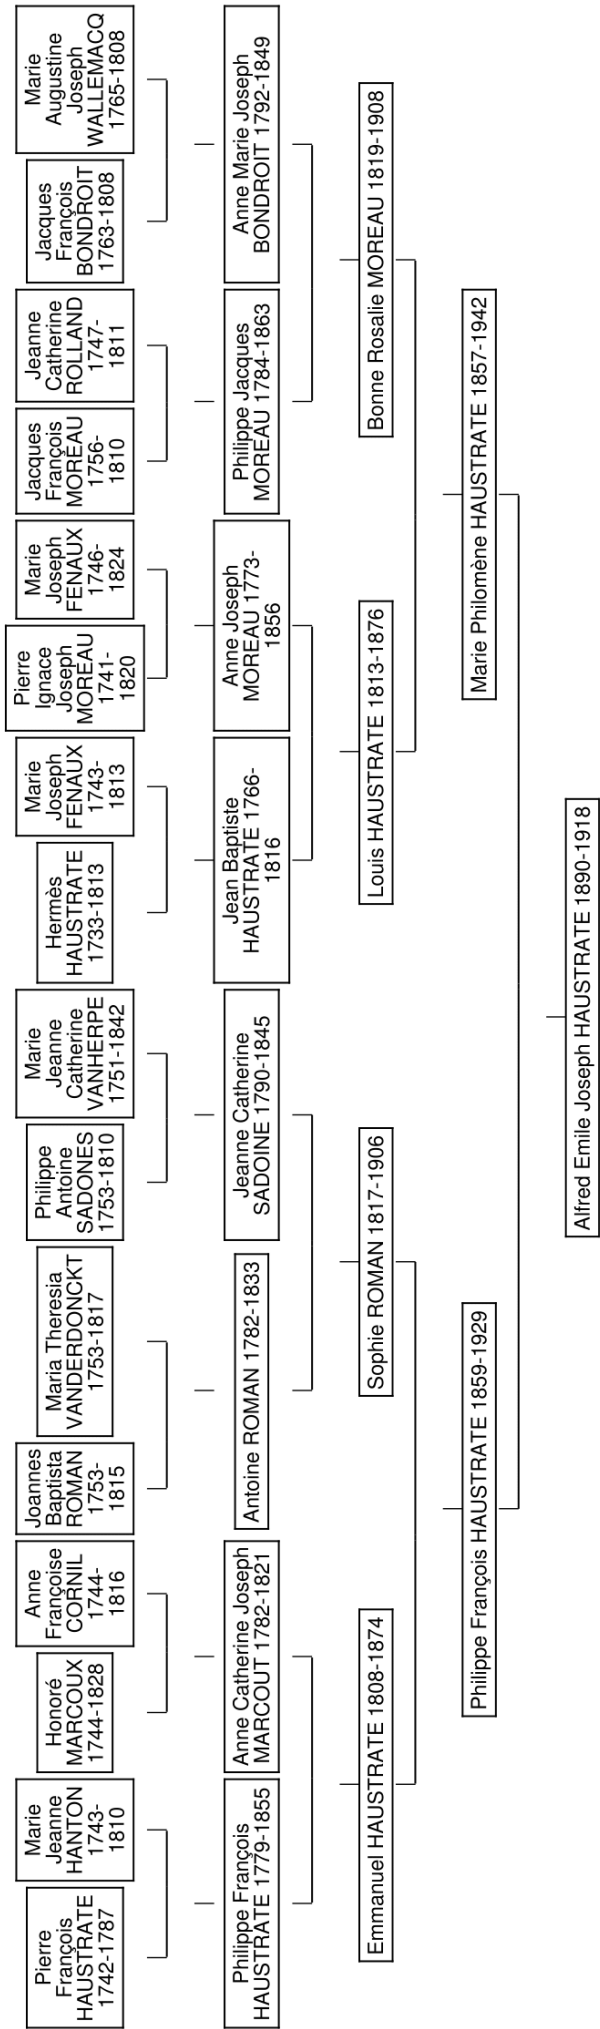 Pierre
François
HAUSTRATE
1742-1787
Marie
Jeanne
HANTON
1743-
1810
Honoré
MARCOUX
1744-1828
Anne
Françoise
CORNIL
1744-
1816
Joannes
Baptista
ROMAN
1753-
1815
Maria Theresia
VANDERDONCKT
1753-1817
Philippe
Antoine
SADONES
1753-1810
Marie
Jeanne
Catherine
VANHERPE
1751-1842
Hermès
HAUSTRATE
1733-1813
Marie
Joseph
FENAUX
1743-
1813
Pierre
Ignace
Joseph
MOREAU
1741-
1820
Marie
Joseph
FENAUX
1746-
1824
Jacques
François
MOREAU
1756-
1810
Jeanne
Catherine
ROLLAND
1747-
1811
Jacques
François
BONDROIT
1763-1808
Marie
Augustine
Joseph
WALLEMACQ
1765-1808
Philippe François
HAUSTRATE 1779-1855
Anne Catherine Joseph
MARCOUT 1782-1821
Antoine ROMAN 1782-1833
Jeanne Catherine
SADOINE 1790-1845
Jean Baptiste
HAUSTRATE 1766-
1816
Anne Joseph
MOREAU 1773-
1856
Philippe Jacques
MOREAU 1784-1863
Anne Marie Joseph
BONDROIT 1792-1849
Emmanuel HAUSTRATE 1808-1874
Sophie ROMAN 1817-1906
Louis HAUSTRATE 1813-1876
Bonne Rosalie MOREAU 1819-1908
Philippe François HAUSTRATE 1859-1929
Marie Philomène HAUSTRATE 1857-1942
Alfred Emile Joseph HAUSTRATE 1890-1918